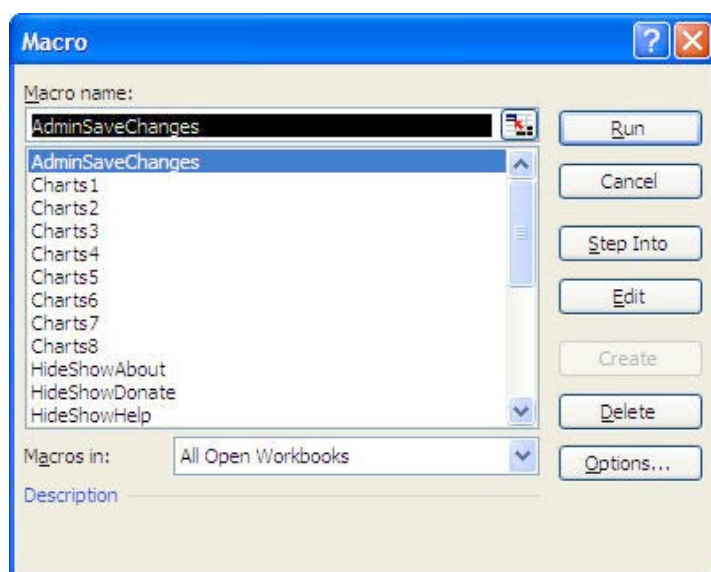 Macro
Macro name:
AdminSaveChanges
Run
AdminSaveChanges
Charts1
Cancel
Charts2
Charts3
Step Into
Charts4
Charts5
Edit
Charts6
Charts7
Charts8
Create
HideShowAbout
HideShowDonate
Delete
HideShowHelp
Macros in:
All Open Workbooks
Options...
Description